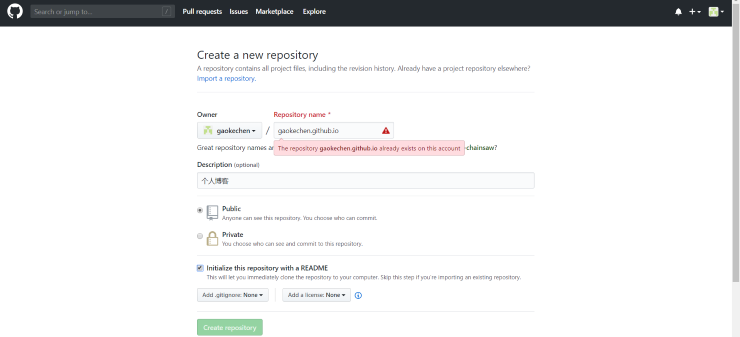 Search or jump to... /
Pull requests Issues Marketplace Explore
Create a new repository
A repository contains all project files, including the revision history. Already have a project repository elsewhere?
Import a repository.
Owner Repository name *
gaokechen / gaokechen.github.io
Great repository names ar
The repository gaokechen.github.io already exists on this account
-chainsaw?
Description (optional)
个人博客
Public
Anyone can see this repository. You choose who can commit.
Private
You choose who can see and commit to this repository.
Initialize this repository with a README
This will let you immediately clone the repository to your computer. Skip this step if you're importing an existing repository.
Add .gitignore: None Add a license: None
Create repository